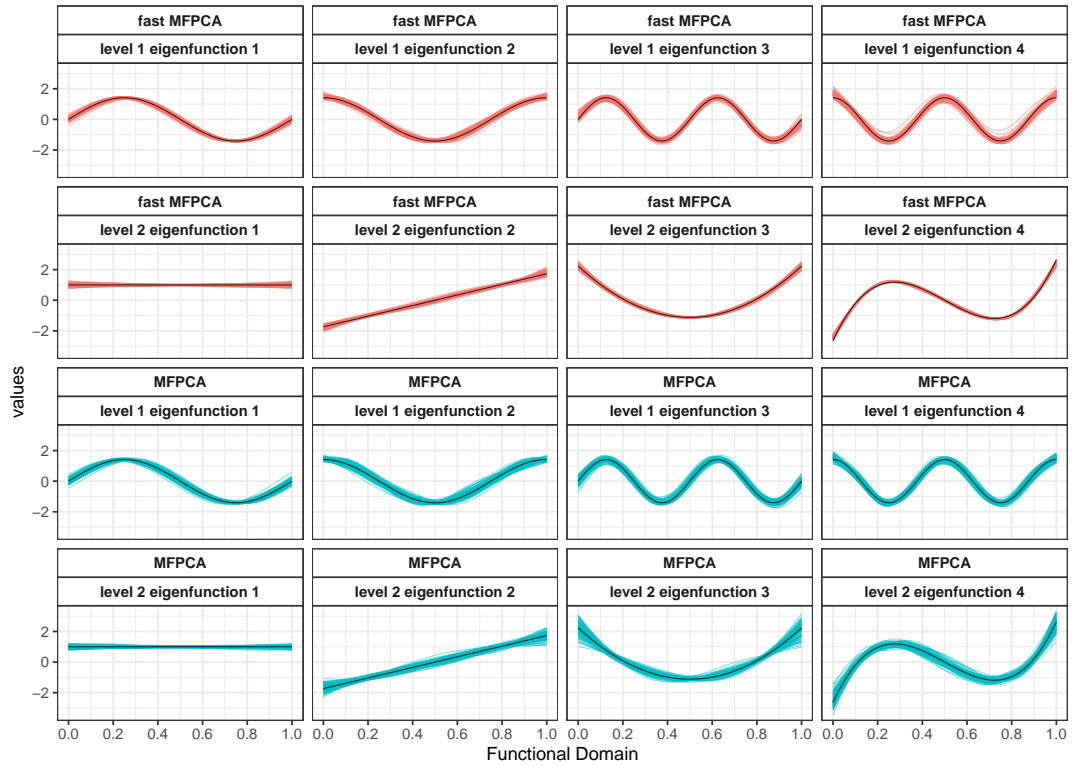 fast MFPCA fast MFPCA fast MFPCA fast MFPCA
level 1 eigenfunction 1 level 1 eigenfunction 2 level 1 eigenfunction 3 level 1 eigenfunction 4
2
0
−2
fast MFPCA fast MFPCA fast MFPCA fast MFPCA
level 2 eigenfunction 1 level 2 eigenfunction 2 level 2 eigenfunction 3 level 2 eigenfunction 4
2
0
−2
values
MFPCA MFPCA MFPCA MFPCA
level 1 eigenfunction 1 level 1 eigenfunction 2 level 1 eigenfunction 3 level 1 eigenfunction 4
2
0
−2
MFPCA MFPCA MFPCA MFPCA
level 2 eigenfunction 1 level 2 eigenfunction 2 level 2 eigenfunction 3 level 2 eigenfunction 4
2
0
−2
0.0 0.2 0.4 0.6 0.8 1.0 0.0 0.2 0.4 0.6 0.8 1.0 0.0 0.2 0.4 0.6 0.8 1.0 0.0 0.2 0.4 0.6 0.8 1.0
Functional Domain